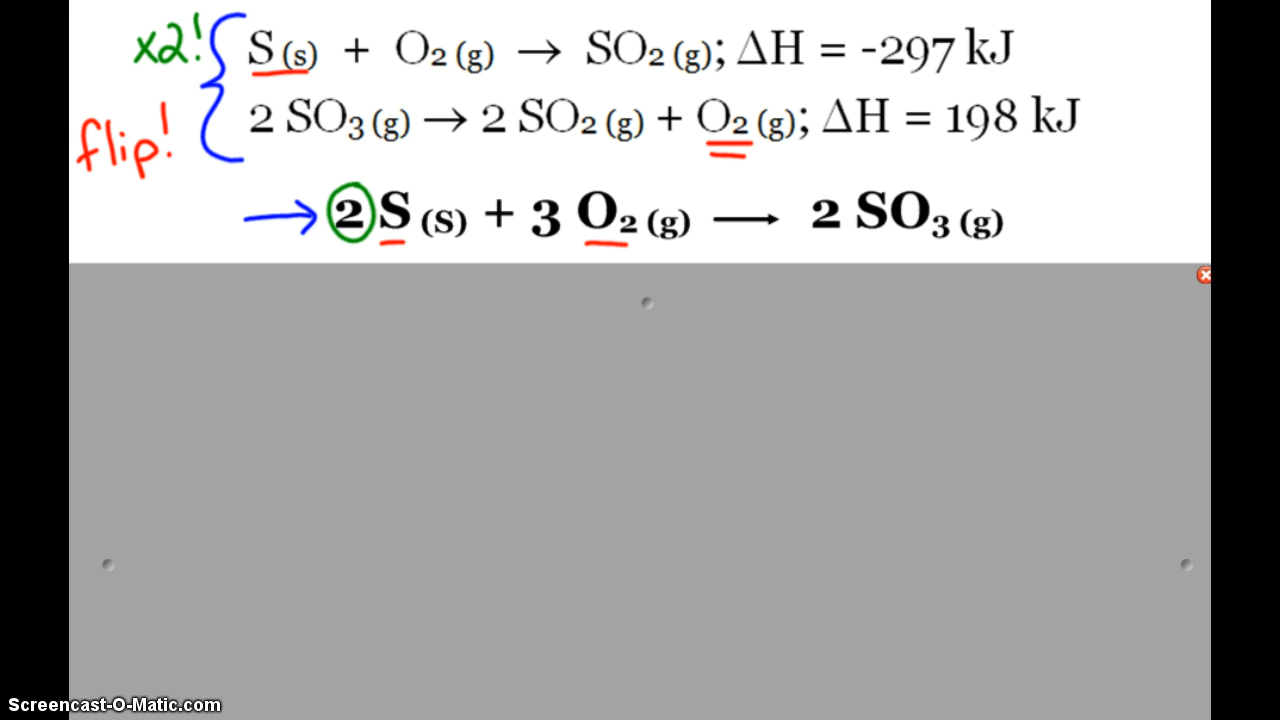 x2! S (s) + O2 (g) → SO2 (g); ΔH = -297 kJ
flip! 2 SO3 (g) → 2 SO2 (g) + O2 (g); ΔH = 198 kJ
→ 2 S (S) + 3 O2 (g) → 2 SO3 (g)
Screencast-O-Matic.com